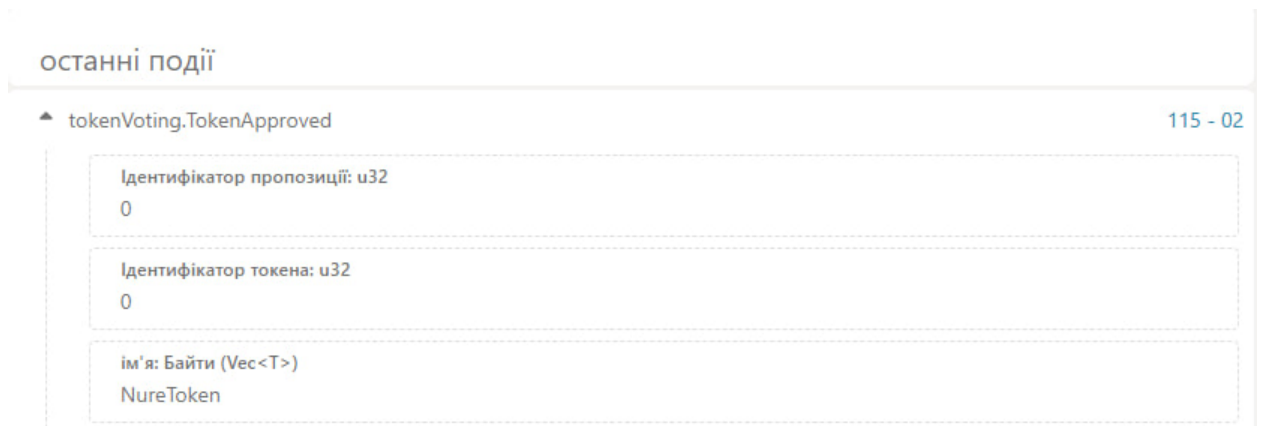 останні події
tokenVoting.TokenApproved 115 - 02
Ідентифікатор пропозиції: u32
0
Ідентифікатор токена: u32
0
ім'я: Байти (Vec<T>)
NureToken